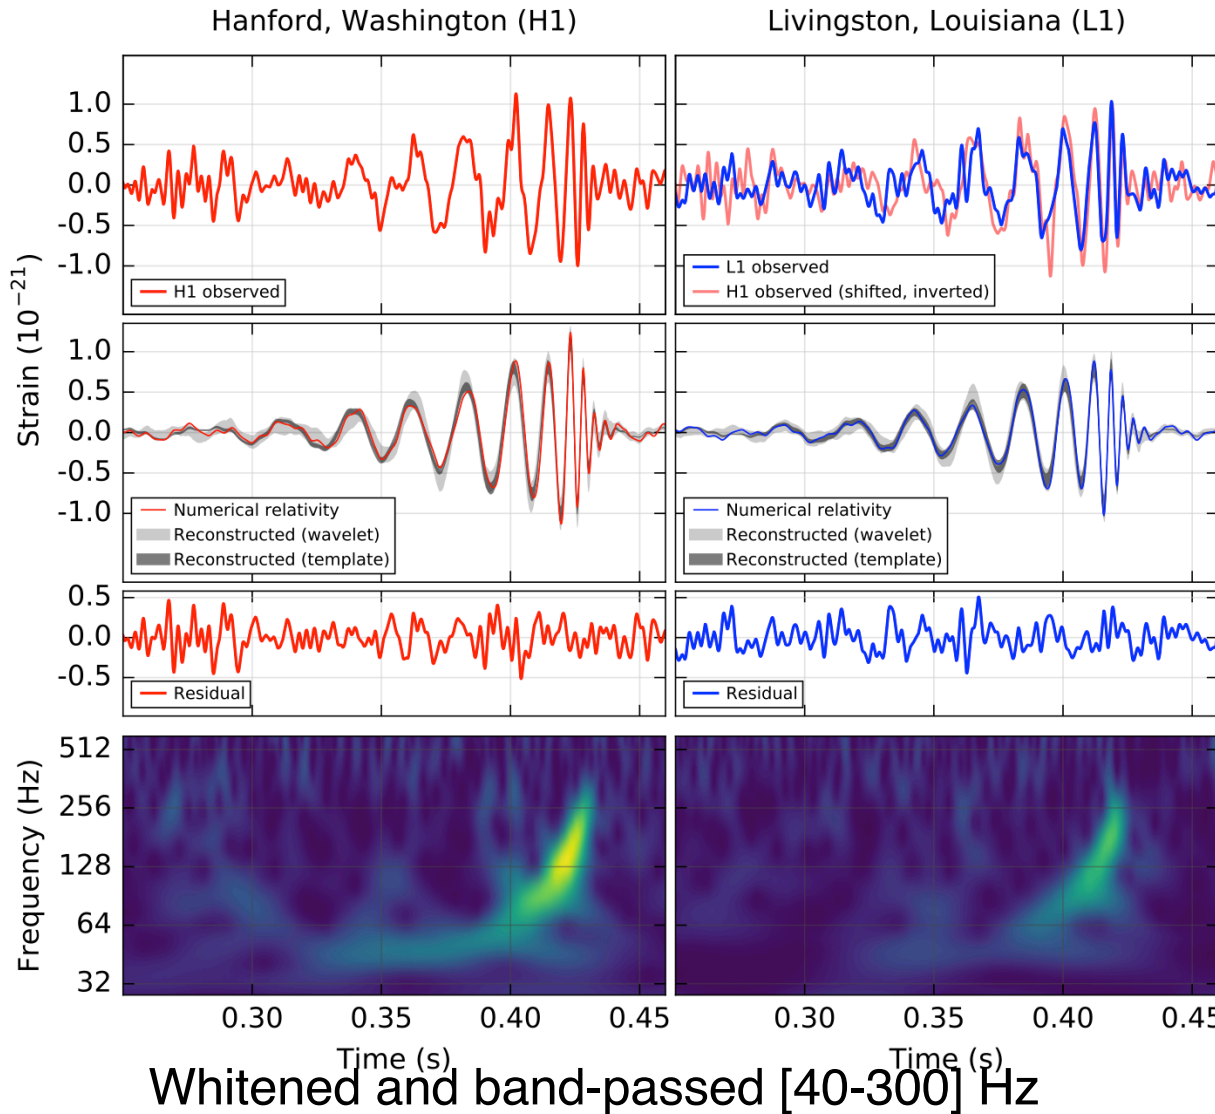 Hanford, Washington (H1)
Livingston, Louisiana (L1)
Strain (10⁻²¹)
1.0
0.5
0.0
-0.5
-1.0
H1 observed
L1 observed
H1 observed (shifted, inverted)
1.0
0.5
0.0
-0.5
-1.0
Numerical relativity
Reconstructed (wavelet)
Reconstructed (template)
Numerical relativity
Reconstructed (wavelet)
Reconstructed (template)
0.5
0.0
-0.5
Residual
Residual
Frequency (Hz)
512
256
128
64
32
0.30 0.35 0.40 0.45
0.30 0.35 0.40 0.45
Time (s)
Time (s)
Whitened and band-passed [40-300] Hz